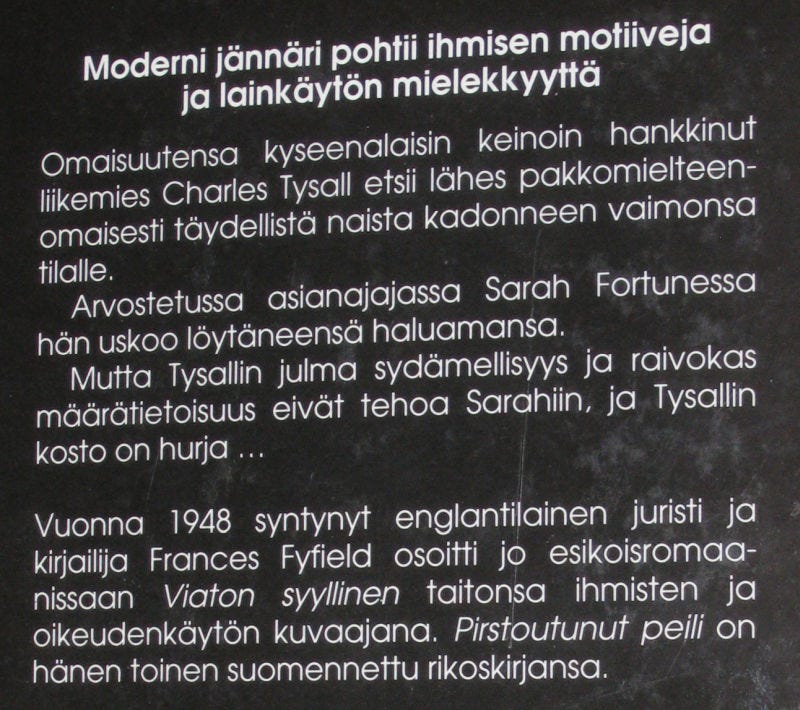 Moderni jännäri pohtii ihmisen motiiveja
ja lainkäytön mielekkyyttä
Omaisuutensa kyseenalaisin keinoin hankkinut
liikemies Charles Tysall etsii lähes pakkomielteen-
omaisesti täydellistä naista kadonneen vaimonsa
tilalle.
Arvostetussa asianajajassa Sarah Fortunessa
hän uskoo löytäneensä haluamansa.
Mutta Tysallin julma sydämellisyys ja raivokas
määrätietoisuus eivät tehoa Sarahiin, ja Tysallin
kosto on hurja ...
Vuonna 1948 syntynyt englantilainen juristi ja
kirjailija Frances Fyfield osoitti jo esikoisromaa-
nissaan Viaton syyllinen taitonsa ihmisten ja
oikeudenkäytön kuvaajana. Pirstoutunut peili on
hänen toinen suomennettu rikoskirjansa.